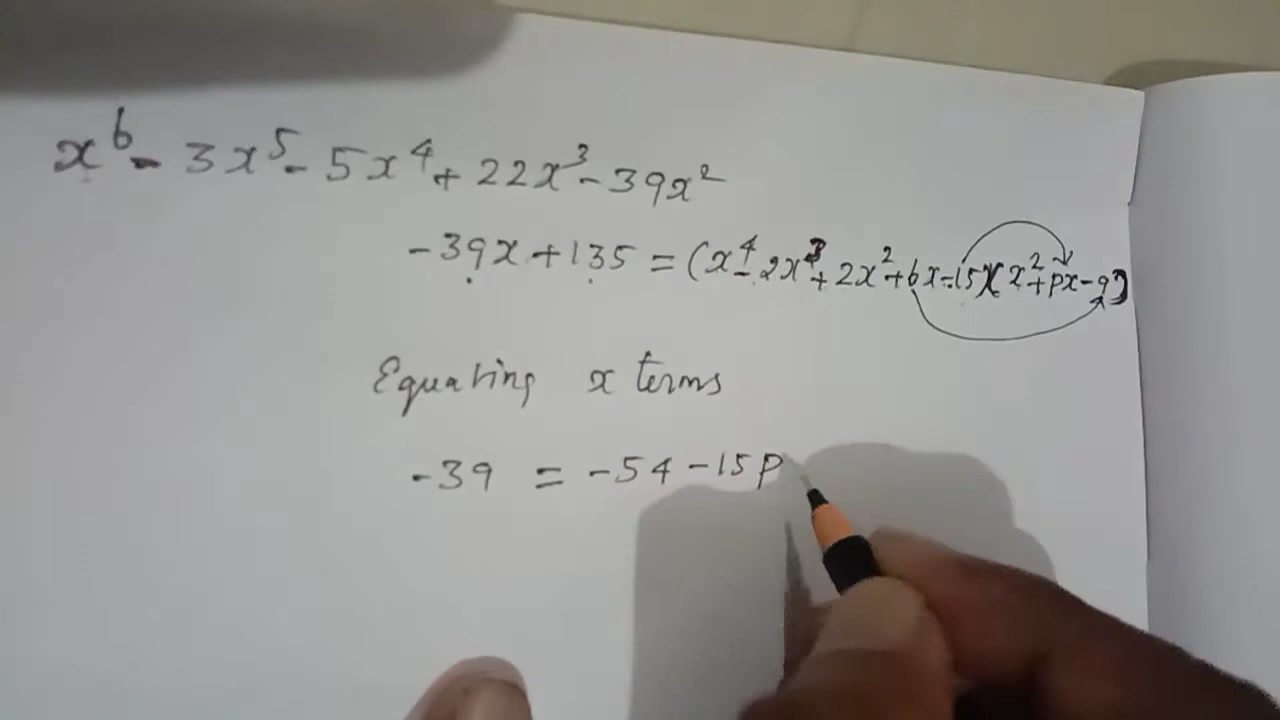 x⁶ - 3x⁵ - 5x⁴ + 22x³ - 39x²
-39x + 135 = (x⁴ - 2x³ + 2x² + 6x - 15)(x² + px - 9)
Equating x terms
-39 = -54 - 15p